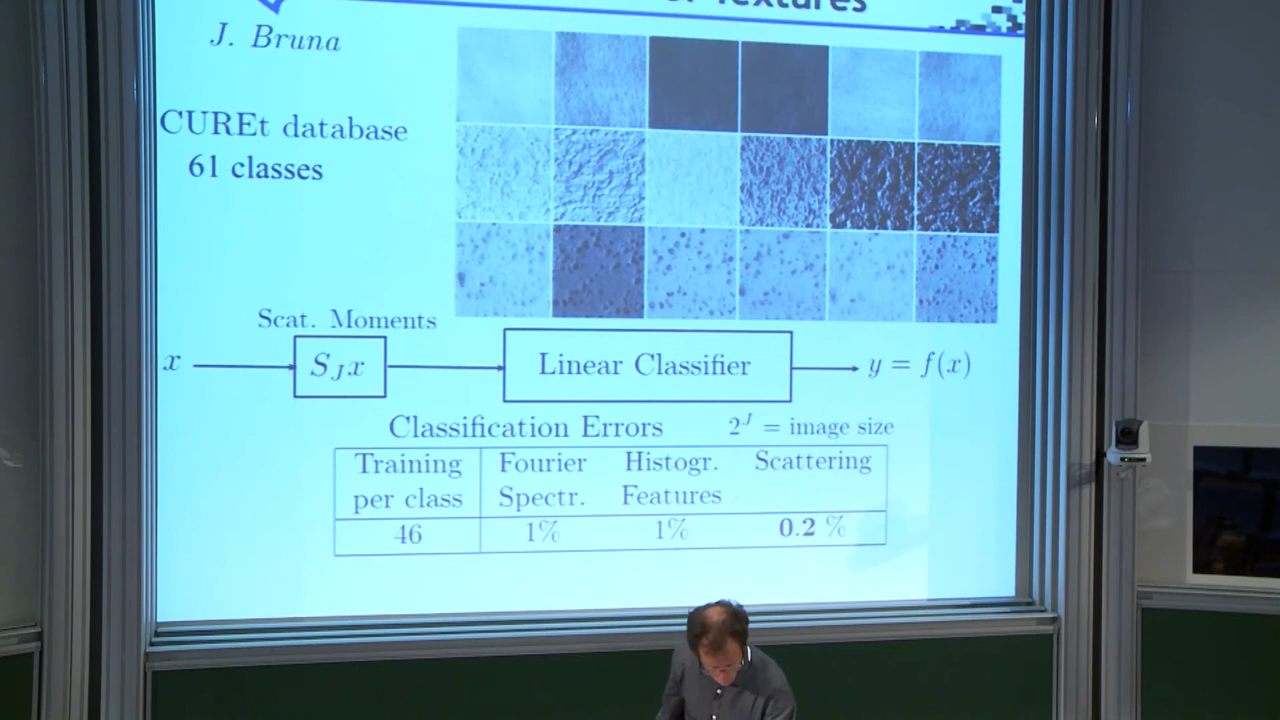 Textures
J. Bruna
CUREt database
61 classes
Scat. Moments
x
S_J x
Linear Classifier
y = f(x)
Classification Errors
2^J = image size
Training per class
Fourier Spectr.
Histogr. Features
Scattering
46
1%
1%
0.2 %